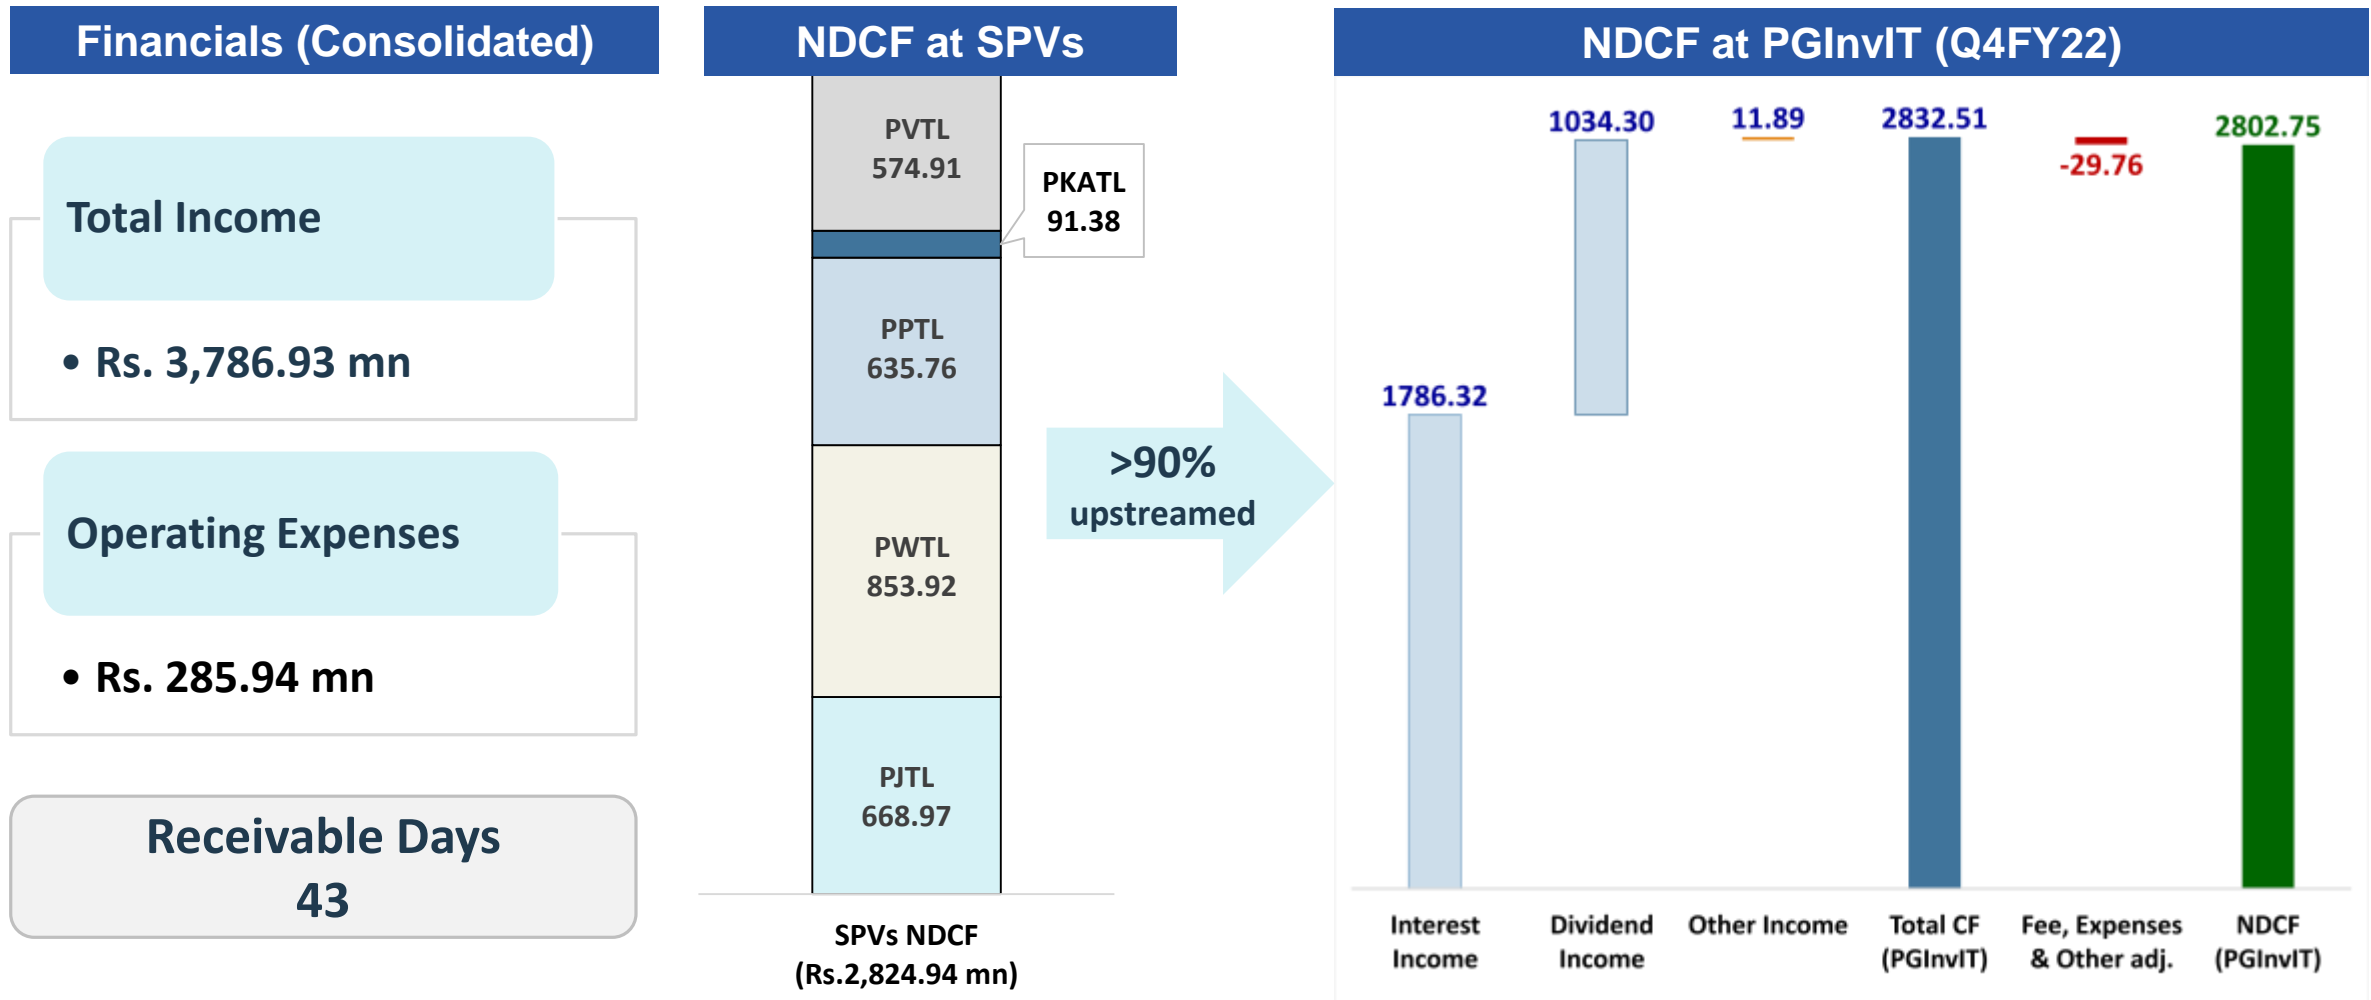 Financials (Consolidated)
Total Income
• Rs. 3,786.93 mn
Operating Expenses
• Rs. 285.94 mn
Receivable Days
43
NDCF at SPVs
PVTL
574.91
PKATL
91.38
PPTL
635.76
PWTL
853.92
PJTL
668.97
SPVs NDCF
(Rs.2,824.94 mn)
>90%
upstreamed
NDCF at PGInvIT (Q4FY22)
1786.32
1034.30
11.89
2832.51
-29.76
2802.75
Interest
Income
Dividend
Income
Other Income
Total CF
(PGInvIT)
Fee, Expenses
& Other adj.
NDCF
(PGInvIT)